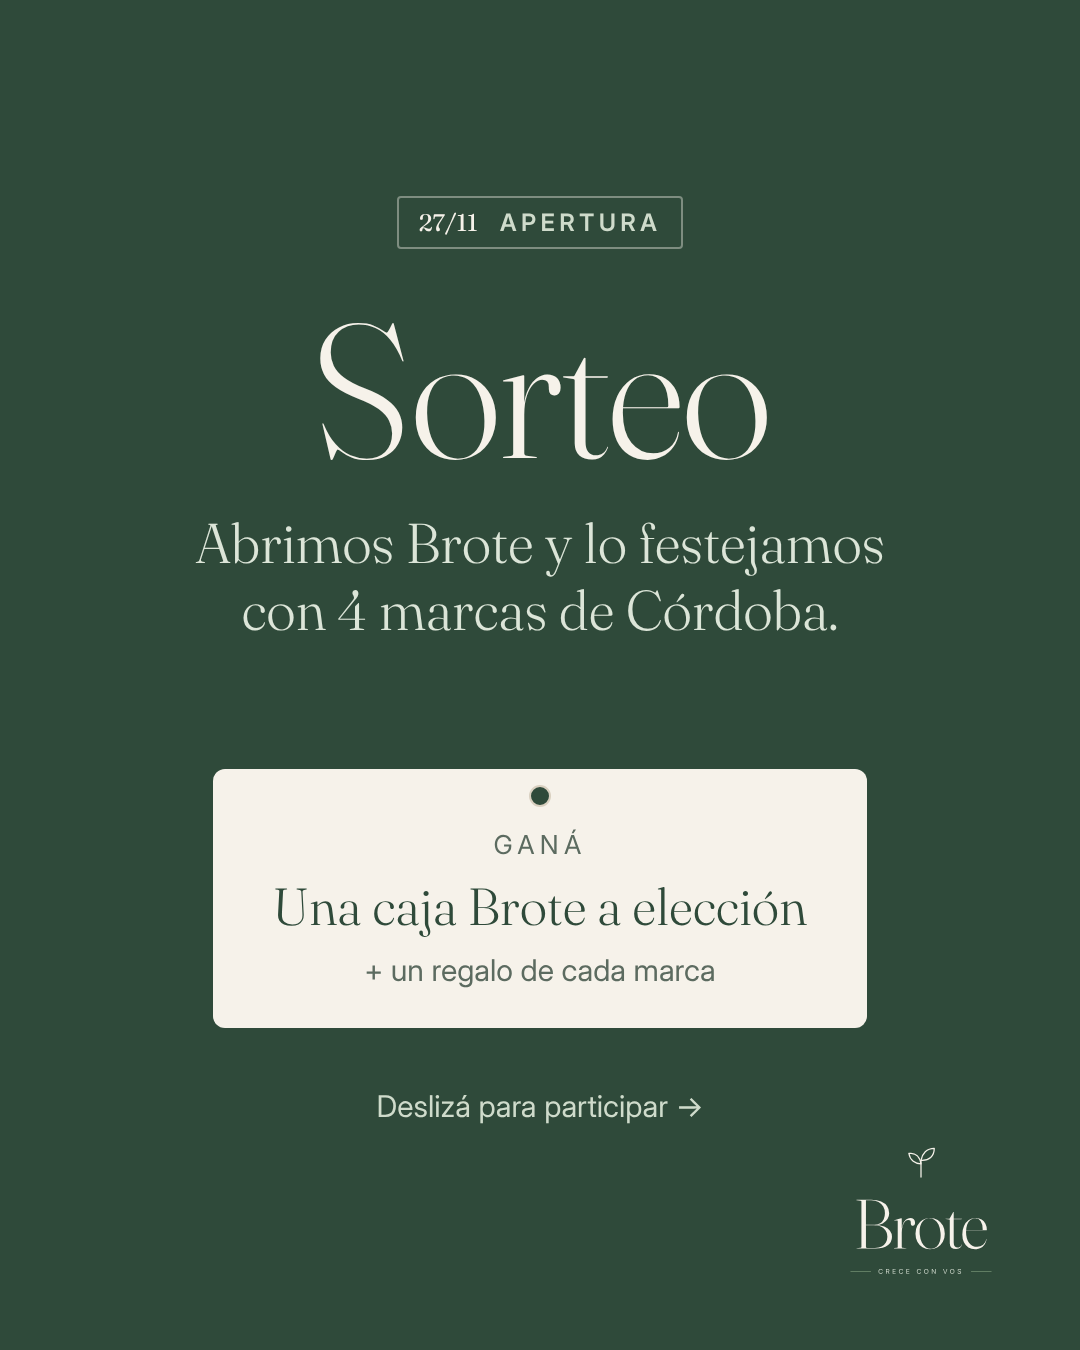 27/11 APERTURA
Sorteo
Abrimos Brote y lo festejamos
con 4 marcas de Córdoba.
GANÁ
Una caja Brote a elección
+ un regalo de cada marca
Deslizá para participar →
Brote
CRECE CON VOS